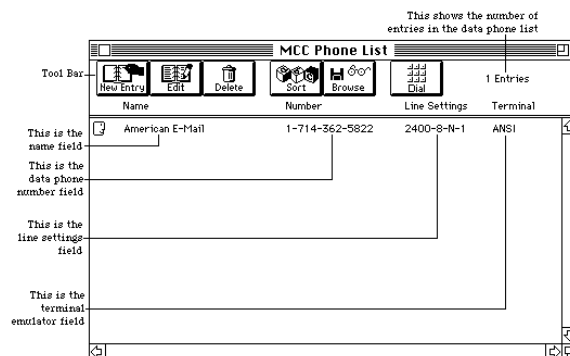 This shows the number of
entries in the data phone list
MCC Phone List
Tool Bar
New Entry
Edit
Delete
Sort
Browse
Dial
1 Entries
Name
Number
Line Settings
Terminal
American E-Mail
1-714-362-5822
2400-8-N-1
ANSI
This is the
name field
This is the
data phone
number field
This is the
line settings
field
This is the
terminal
emulator field